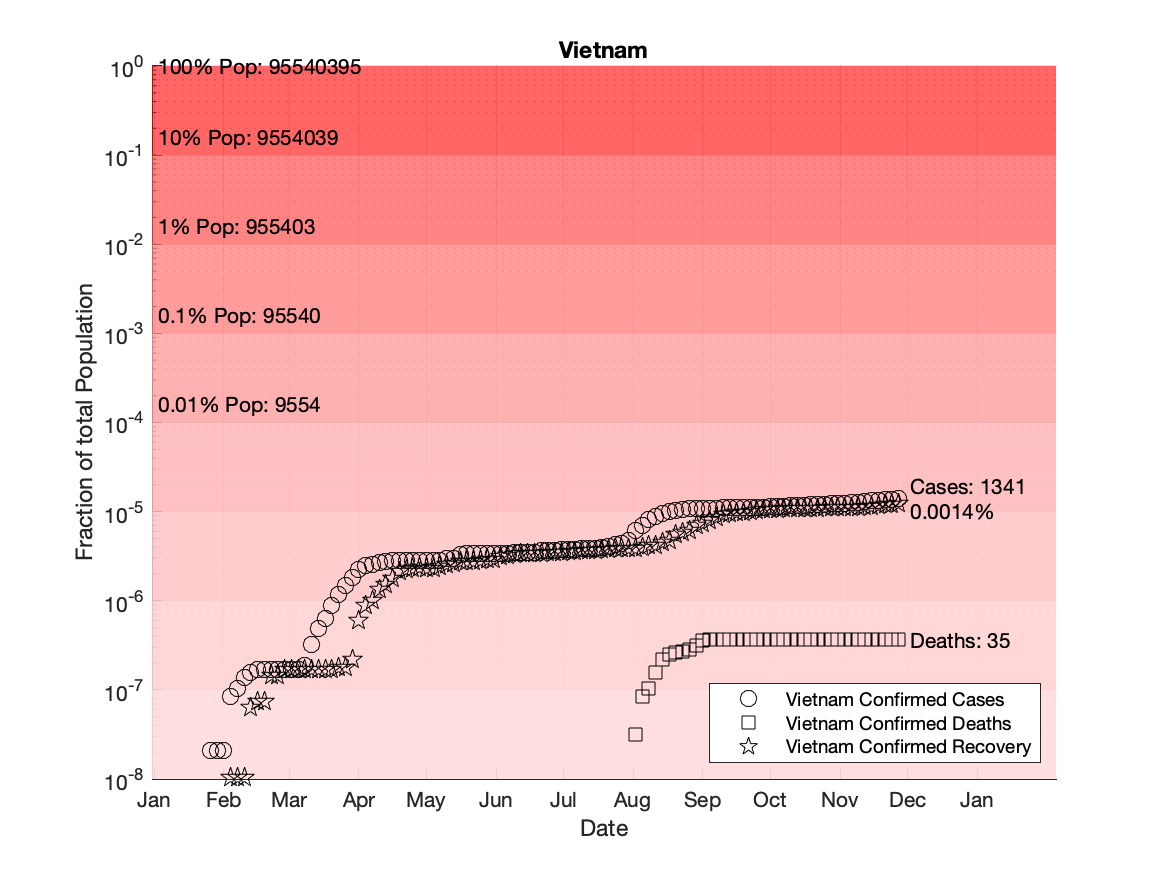 Vietnam
10^0
100% Pop: 95540395
10% Pop: 9554039
10^-1
1% Pop: 955403
10^-2
0.1% Pop: 95540
10^-3
0.01% Pop: 9554
10^-4
Cases: 1341
10^-5
0.0014%
10^-6
Deaths: 35
10^-7
10^-8
Fraction of total Population
Vietnam Confirmed Cases
Vietnam Confirmed Deaths
Vietnam Confirmed Recovery
Jan Feb Mar Apr May Jun Jul Aug Sep Oct Nov Dec Jan
Date